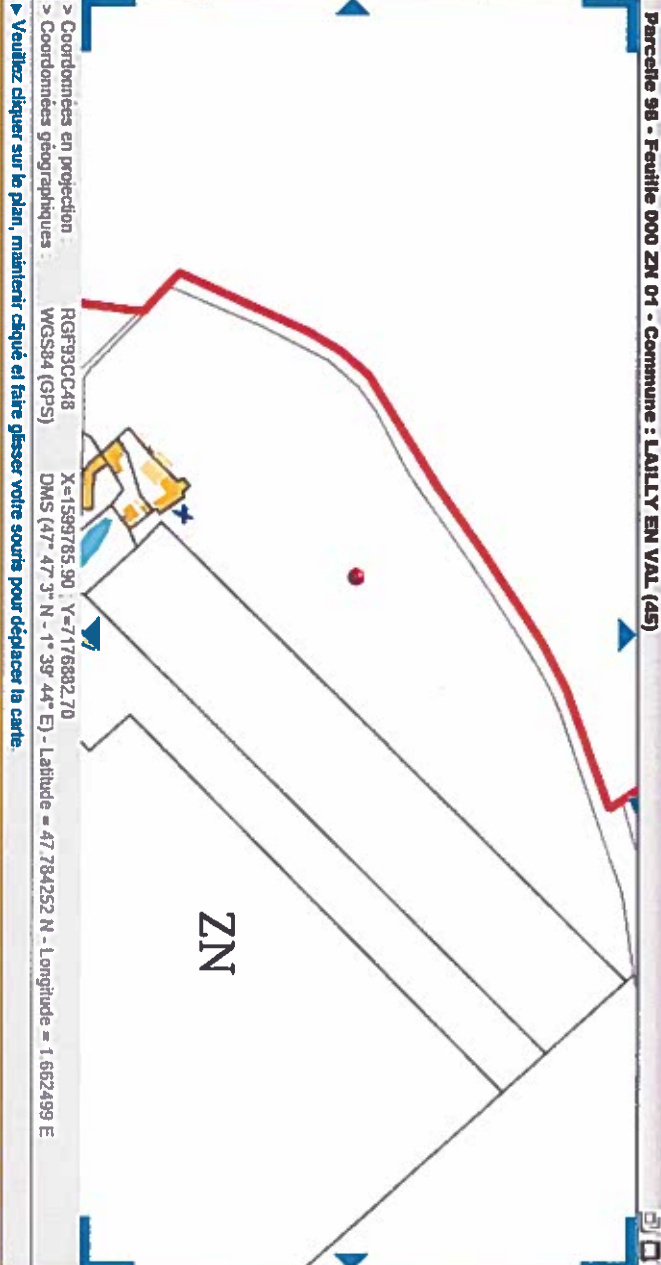 Parcelle 98 - Feuille 000 ZN 01 - Commune : LAILLY EN VAL (45)
ZN
> Coordonnées en projection : RGF93CC48 X=1599785.90 : Y=7176882.70
> Coordonnées géographiques : WGS84 (GPS) DMS (47° 47' 3" N - 1° 39' 44" E) - Latitude = 47.784252 N - Longitude = 1.662499 E
► Veuillez cliquer sur le plan, maintenir cliqué et faire glisser votre souris pour déplacer la carte.